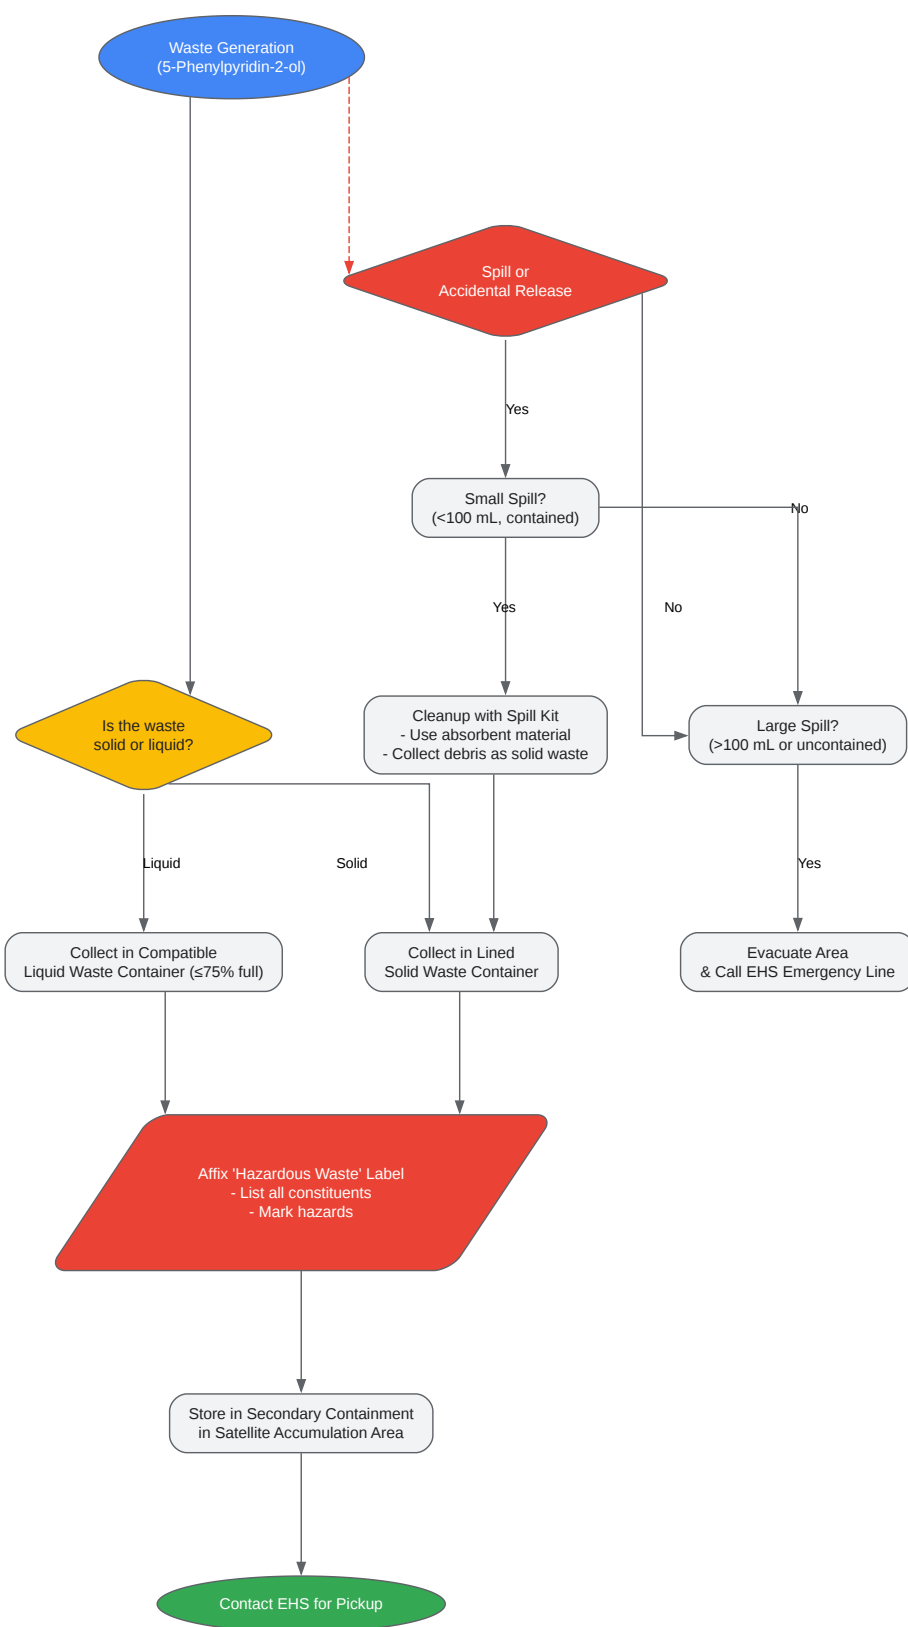 Waste Generation
(5-Phenylpyridin-2-ol)
Spill or
Accidental Release
Yes
Small Spill?
(<100 mL, contained)
No
Yes
No
Is the waste
solid or liquid?
Cleanup with Spill Kit
- Use absorbent material
- Collect debris as solid waste
Large Spill?
(>100 mL or uncontained)
Liquid
Solid
Yes
Collect in Compatible
Liquid Waste Container (≤75% full)
Collect in Lined
Solid Waste Container
Evacuate Area
& Call EHS Emergency Line
Affix 'Hazardous Waste' Label
- List all constituents
- Mark hazards
Store in Secondary Containment
in Satellite Accumulation Area
Contact EHS for Pickup